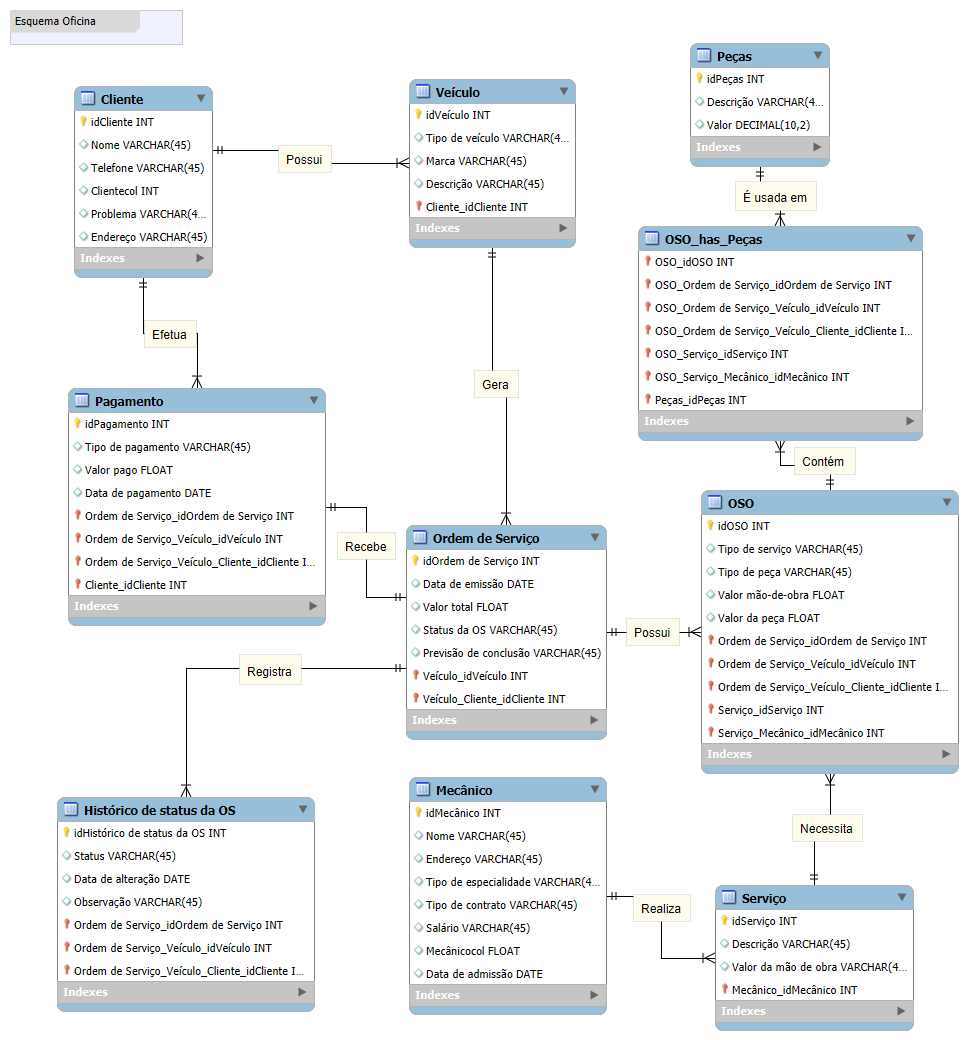 Esquema Oficina
Cliente
idCliente INT
Nome VARCHAR(45)
Telefone VARCHAR(45)
Clientecol INT
Problema VARCHAR(4...
Endereço VARCHAR(45)
Indexes
Possui
Veículo
idVeículo INT
Tipo de veículo VARCHAR(4...
Marca VARCHAR(45)
Descrição VARCHAR(45)
Cliente_idCliente INT
Indexes
Peças
idPeças INT
Descrição VARCHAR(4...
Valor DECIMAL(10,2)
Indexes
É usada em
OSO_has_Peças
OSO_idOSO INT
OSO_Ordem de Serviço_idOrdem de Serviço INT
OSO_Ordem de Serviço_Veículo_idVeículo INT
OSO_Ordem de Serviço_Veículo_Cliente_idCliente I...
OSO_Serviço_idServiço INT
OSO_Serviço_Mecânico_idMecânico INT
Peças_idPeças INT
Indexes
Efetua
Gera
Pagamento
idPagamento INT
Tipo de pagamento VARCHAR(45)
Valor pago FLOAT
Data de pagamento DATE
Ordem de Serviço_idOrdem de Serviço INT
Ordem de Serviço_Veículo_idVeículo INT
Ordem de Serviço_Veículo_Cliente_idCliente I...
Cliente_idCliente INT
Indexes
Recebe
Contém
Ordem de Serviço
idOrdem de Serviço INT
Data de emissão DATE
Valor total FLOAT
Status da OS VARCHAR(45)
Previsão de conclusão VARCHAR(45)
Veículo_idVeículo INT
Veículo_Cliente_idCliente INT
Indexes
Possui
OSO
idOSO INT
Tipo de serviço VARCHAR(45)
Tipo de peça VARCHAR(45)
Valor mão-de-obra FLOAT
Valor da peça FLOAT
Ordem de Serviço_idOrdem de Serviço INT
Ordem de Serviço_Veículo_idVeículo INT
Ordem de Serviço_Veículo_Cliente_idCliente I...
Serviço_idServiço INT
Serviço_Mecânico_idMecânico INT
Indexes
Registra
Histórico de status da OS
idHistórico de status da OS INT
Status VARCHAR(45)
Data de alteração DATE
Observação VARCHAR(45)
Ordem de Serviço_idOrdem de Serviço INT
Ordem de Serviço_Veículo_idVeículo INT
Ordem de Serviço_Veículo_Cliente_idCliente I...
Indexes
Mecânico
idMecânico INT
Nome VARCHAR(45)
Endereço VARCHAR(45)
Tipo de especialidade VARCHAR(4...
Tipo de contrato VARCHAR(45)
Salário VARCHAR(45)
Mecânicocol FLOAT
Data de admissão DATE
Indexes
Realiza
Necessita
Serviço
idServiço INT
Descrição VARCHAR(45)
Valor da mão de obra VARCHAR(4...
Mecânico_idMecânico INT
Indexes